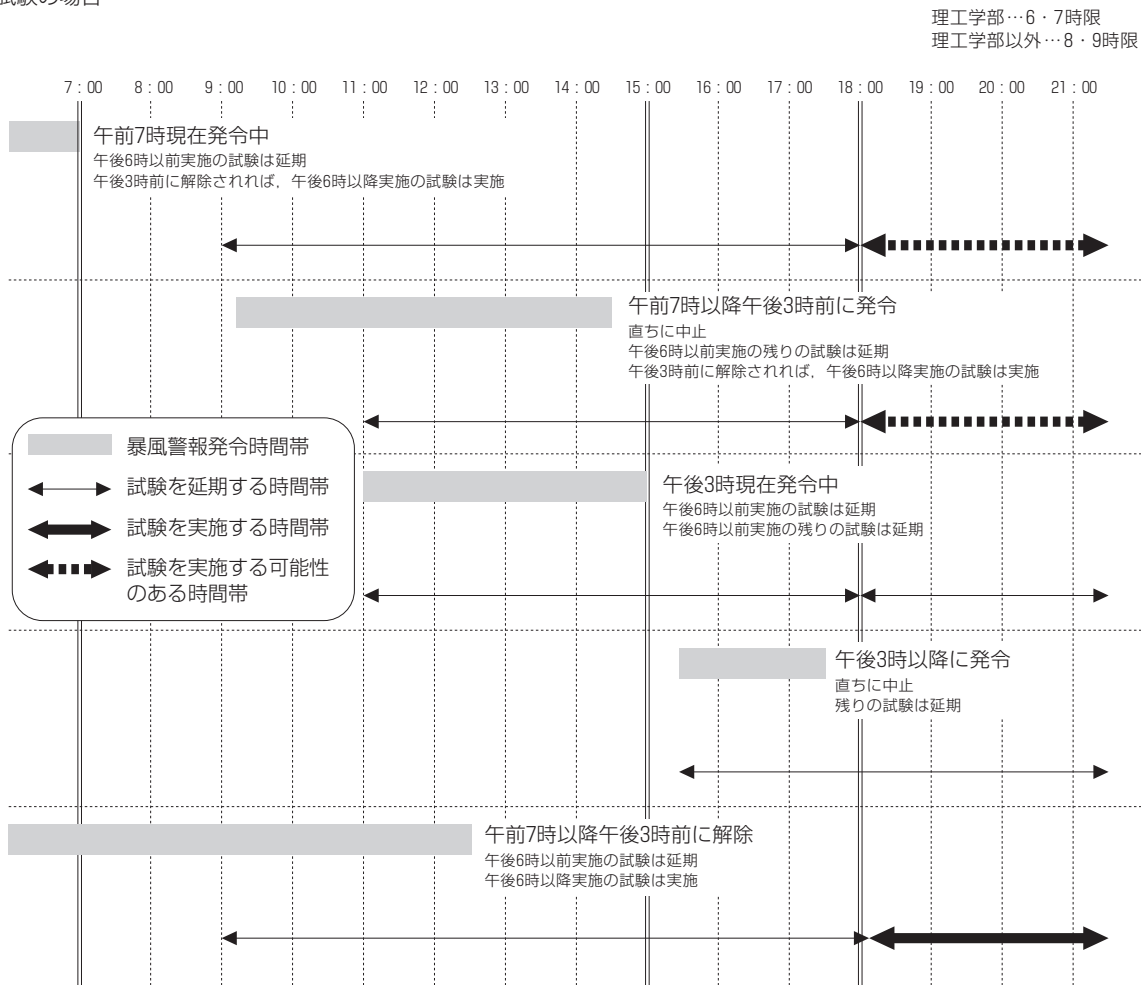 試験の場合
理工学部…6・7時限
理工学部以外…8・9時限
7:00 8:00 9:00 10:00 11:00 12:00 13:00 14:00 15:00 16:00 17:00 18:00 19:00 20:00 21:00
午前7時現在発令中
午後6時以前実施の試験は延期
午後3時前に解除されれば，午後6時以降実施の試験は実施
午前7時以降午後3時前に発令
直ちに中止
午後6時以前実施の残りの試験は延期
午後3時前に解除されれば，午後6時以降実施の試験は実施
暴風警報発令時間帯
試験を延期する時間帯
試験を実施する時間帯
試験を実施する可能性
のある時間帯
午後3時現在発令中
午後6時以前実施の試験は延期
午後6時以前実施の残りの試験は延期
午後3時以降に発令
直ちに中止
残りの試験は延期
午前7時以降午後3時前に解除
午後6時以前実施の試験は延期
午後6時以降実施の試験は実施